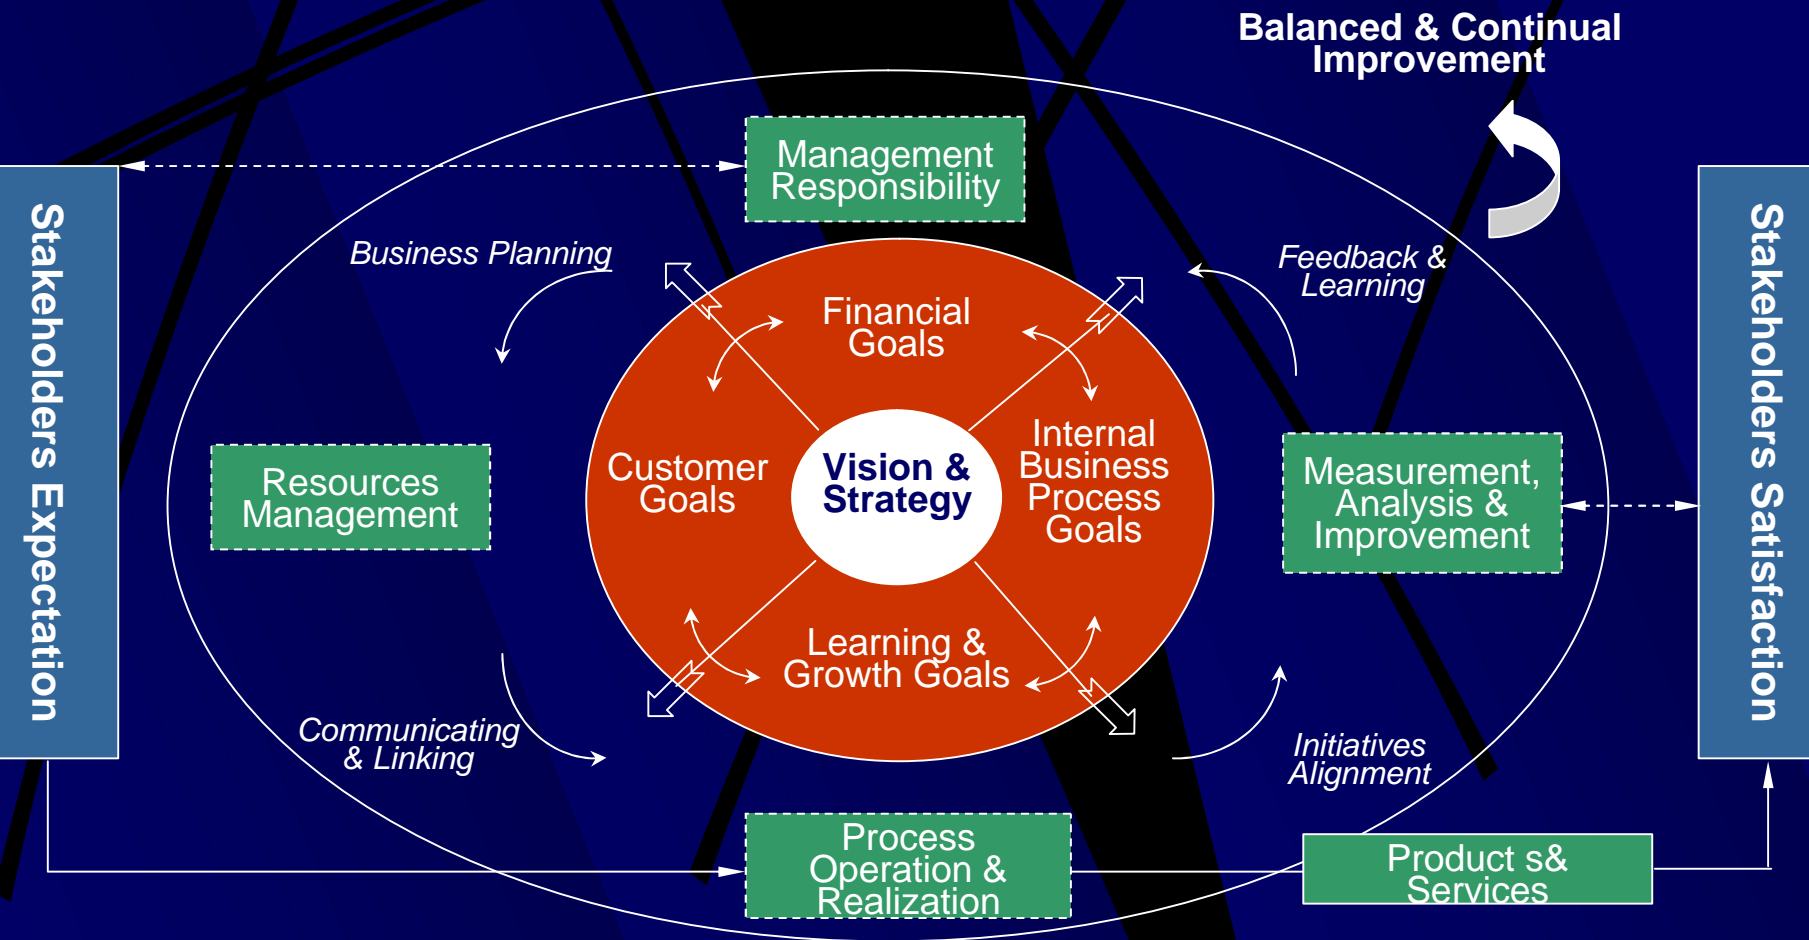 Balanced & Continual
Improvement
Management
Responsibility
Stakeholders Expectation
Business Planning
Feedback &
Learning
Financial
Goals
Stakeholders Satisfaction
Resources
Management
Customer
Goals
Vision &
Strategy
Internal
Business
Process
Goals
Measurement,
Analysis &
Improvement
Learning &
Growth Goals
Communicating
& Linking
Initiatives
Alignment
Process
Operation &
Realization
Product s&
Services